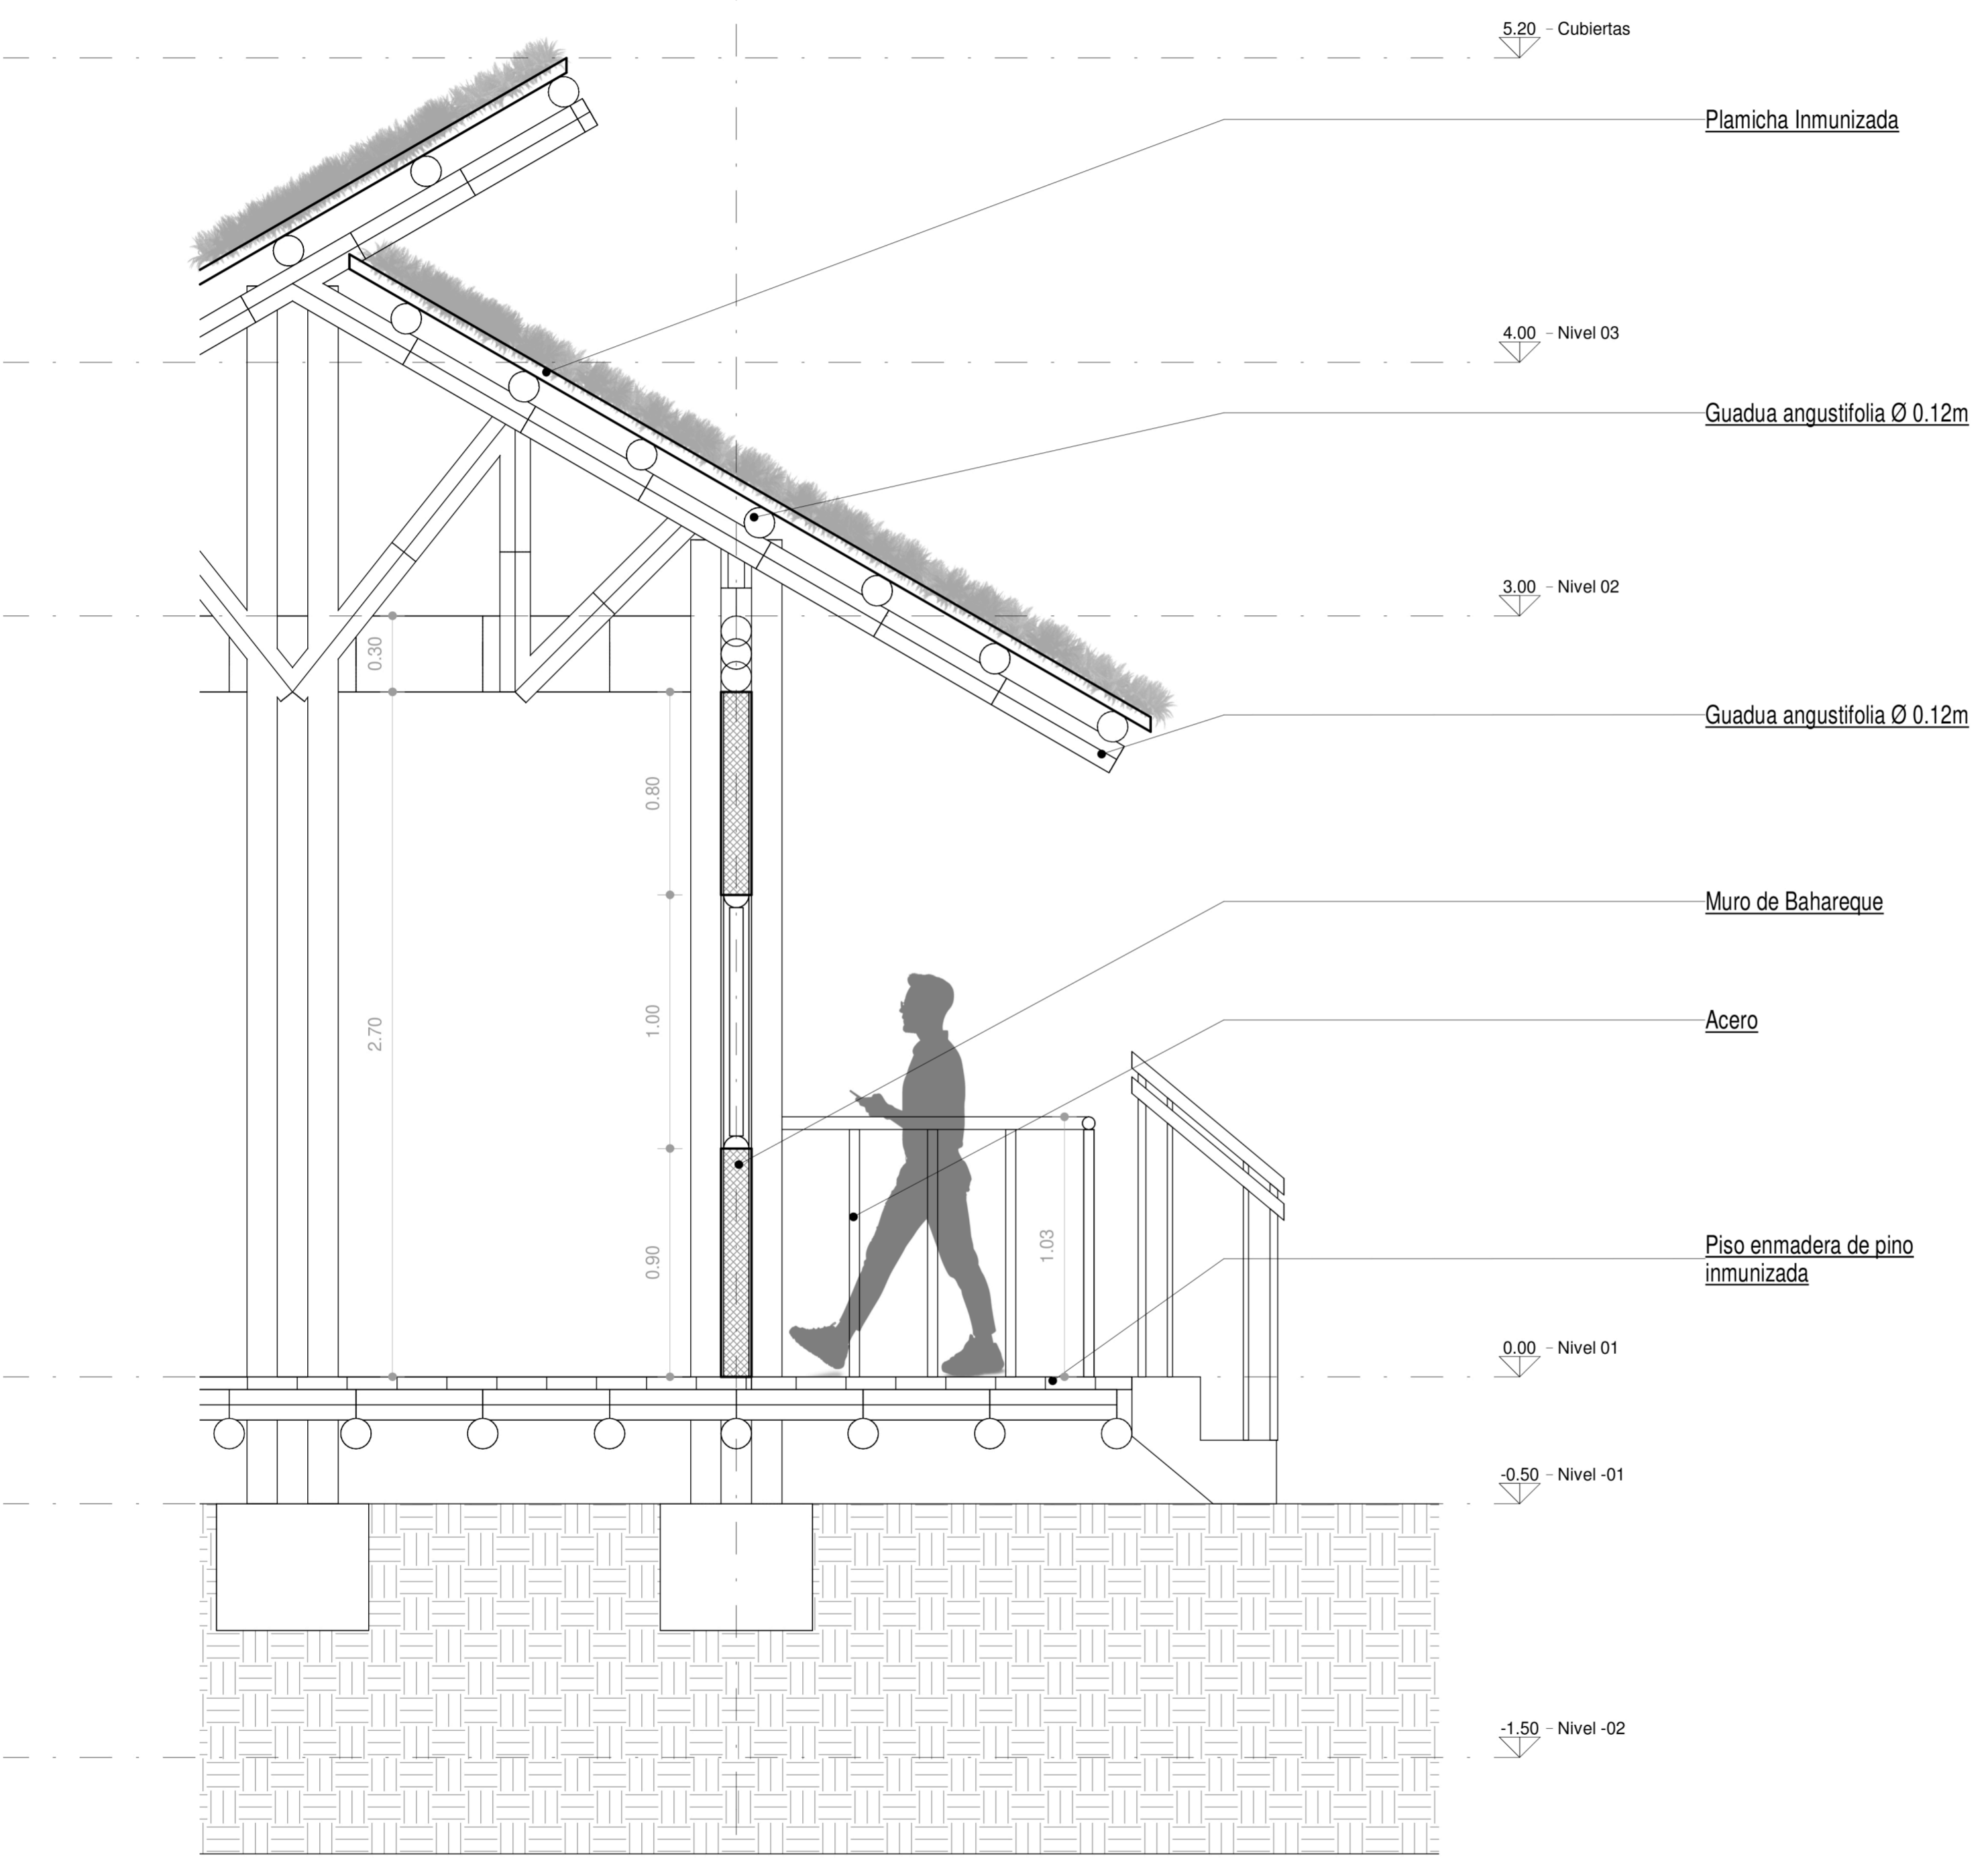 5.20 – Cubiertas
Plamicha Inmunizada
4.00 – Nivel 03
Guadua angustifolia Ø 0.12m
3.00 – Nivel 02
0.30
Guadua angustifolia Ø 0.12m
0.80
Muro de Bahareque
2.70
1.00
Acero
0.90
1.03
Piso enmadera de pino
inmunizada
0.00 – Nivel 01
-0.50 – Nivel -01
-1.50 – Nivel -02